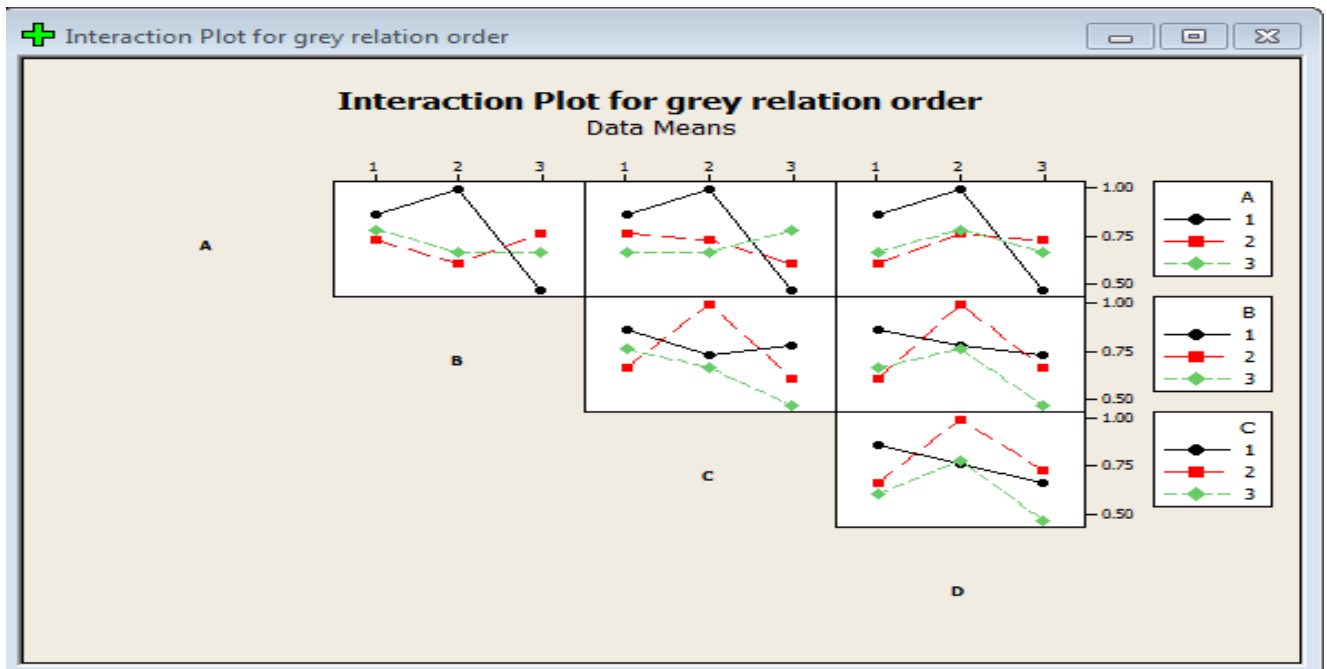 Interaction Plot for grey relation order
Interaction Plot for grey relation order
Data Means
1 2 3 1 2 3 1 2 3
A
1.00
0.75
0.50
A
1
2
3
B
1.00
0.75
0.50
B
1
2
3
C
1.00
0.75
0.50
C
1
2
3
D